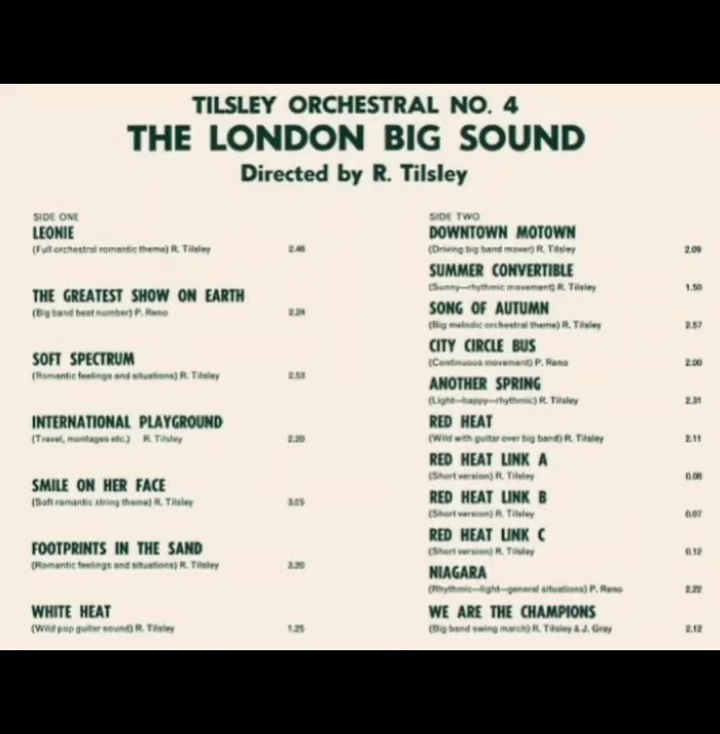 TILSLEY ORCHESTRAL NO. 4
THE LONDON BIG SOUND
Directed by R. Tilsley
SIDE ONE
LEONIE
(Full orchestral romantic theme) R. Tilsley 2.46
THE GREATEST SHOW ON EARTH
(Big band beat number) P. Reno 2.24
SOFT SPECTRUM
(Romantic feelings and situations) R. Tilsley 2.53
INTERNATIONAL PLAYGROUND
(Travel, montages etc.) R. Tilsley 2.20
SMILE ON HER FACE
(Soft romantic string theme) R. Tilsley 3.05
FOOTPRINTS IN THE SAND
(Romantic feelings and situations) R. Tilsley 3.20
WHITE HEAT
(Wild pop guitar sound) R. Tilsley 1.25
SIDE TWO
DOWNTOWN MOTOWN
(Driving big band mover) R. Tilsley 2.09
SUMMER CONVERTIBLE
(Sunny—rhythmic movement) R. Tilsley 1.50
SONG OF AUTUMN
(Big melodic orchestral theme) R. Tilsley 2.57
CITY CIRCLE BUS
(Continuous movement) P. Reno 2.00
ANOTHER SPRING
(Light—happy—rhythmic) R. Tilsley 2.31
RED HEAT
(Wild with guitar over big band) R. Tilsley 2.11
RED HEAT LINK A
(Short version) R. Tilsley 0.08
RED HEAT LINK B
(Short version) R. Tilsley 0.07
RED HEAT LINK C
(Short version) R. Tilsley 0.12
NIAGARA
(Rhythmic—light—general situations) P. Reno 2.22
WE ARE THE CHAMPIONS
(Big band swing march) R. Tilsley & J. Gray 2.12